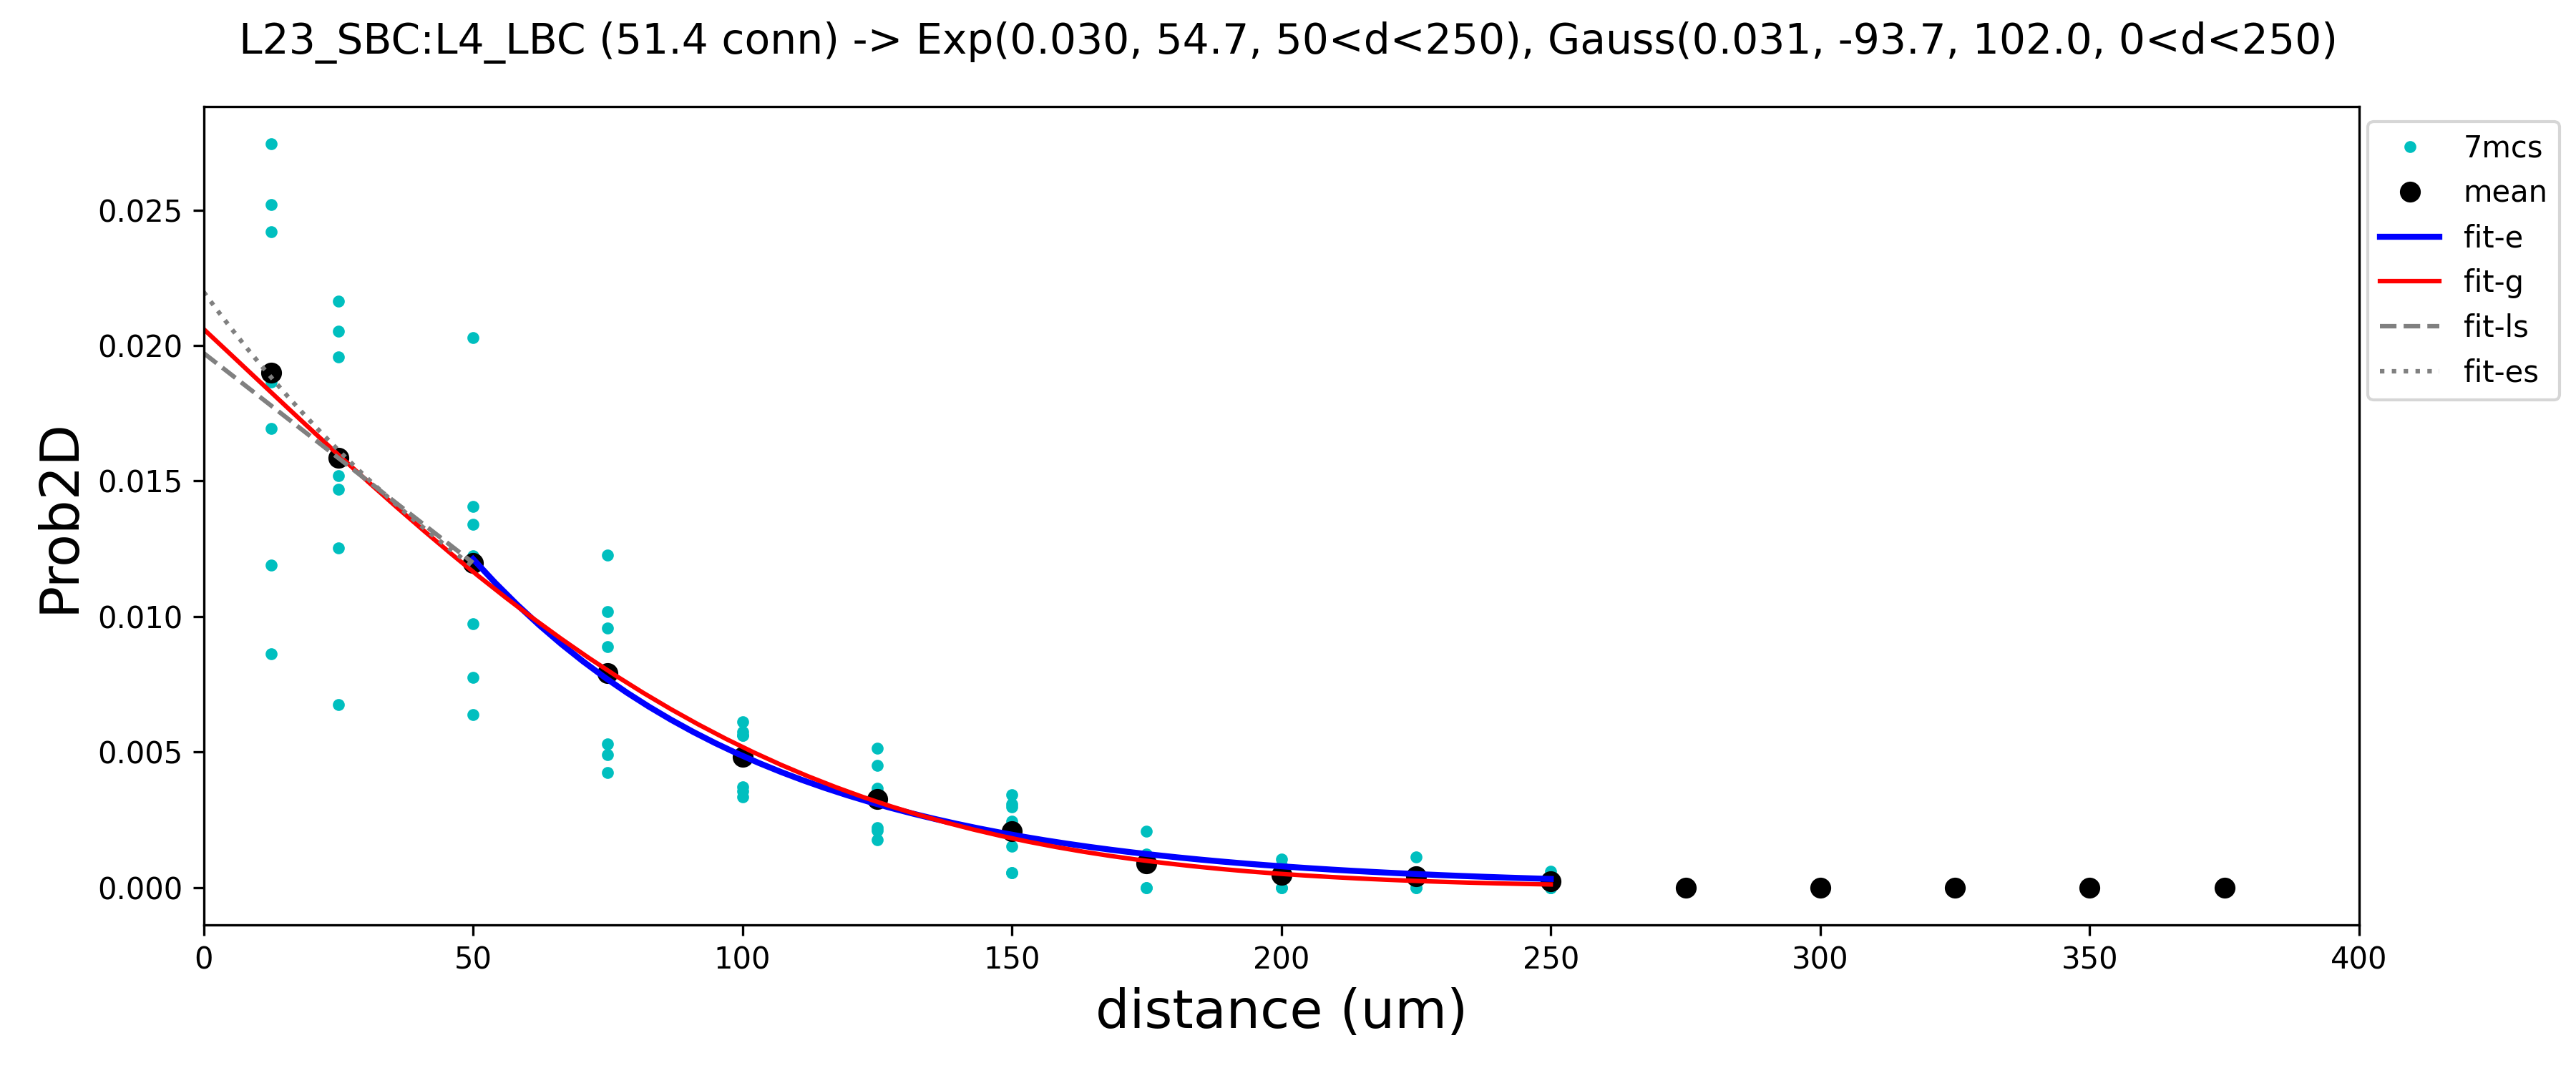 L23_SBC:L4_LBC (51.4 conn) -> Exp(0.030, 54.7, 50<d<250), Gauss(0.031, -93.7, 102.0, 0<d<250)
7mcs
mean
fit-e
fit-g
fit-ls
fit-es
Prob2D
0.025
0.020
0.015
0.010
0.005
0.000
0 50 100 150 200 250 300 350 400
distance (um)